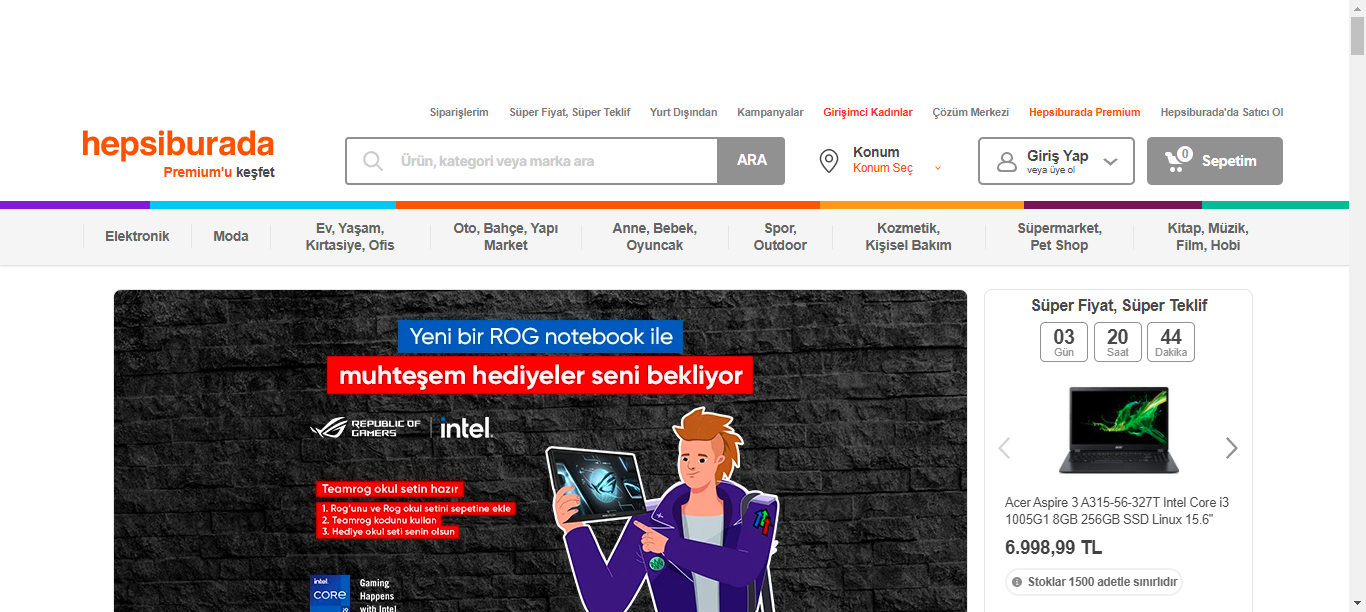 Siparişlerim Süper Fiyat, Süper Teklif Yurt Dışından Kampanyalar Girişimci Kadınlar Çözüm Merkezi Hepsiburada Premium Hepsiburada'da Satıcı Ol
hepsiburada
Premium'u keşfet
Ürün, kategori veya marka ara
ARA
Konum
Konum Seç
Giriş Yap
veya üye ol
0
Sepetim
Elektronik
Moda
Ev, Yaşam,
Kırtasiye, Ofis
Oto, Bahçe, Yapı
Market
Anne, Bebek,
Oyuncak
Spor,
Outdoor
Kozmetik,
Kişisel Bakım
Süpermarket,
Pet Shop
Kitap, Müzik,
Film, Hobi
Yeni bir ROG notebook ile
muhteşem hediyeler seni bekliyor
REPUBLIC OF
GAMERS
intel.
Teamrog okul setin hazır
1. Rog'unu ve Rog okul setini sepetine ekle
2. Teamrog kodunu kullan
3. Hediye okul seti senin olsun
intel
CORE
i9
Gaming
Happens
with Intel
Süper Fiyat, Süper Teklif
03 20 44
Gün Saat Dakika
Acer Aspire 3 A315-56-327T Intel Core i3
1005G1 8GB 256GB SSD Linux 15.6"
6.998,99 TL
Stoklar 1500 adetle sınırlıdır